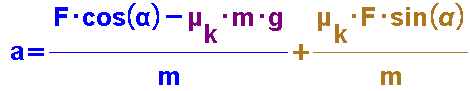 a = (F·cos(α) − μₖ·m·g)/m + (μₖ·F·sin(α))/m